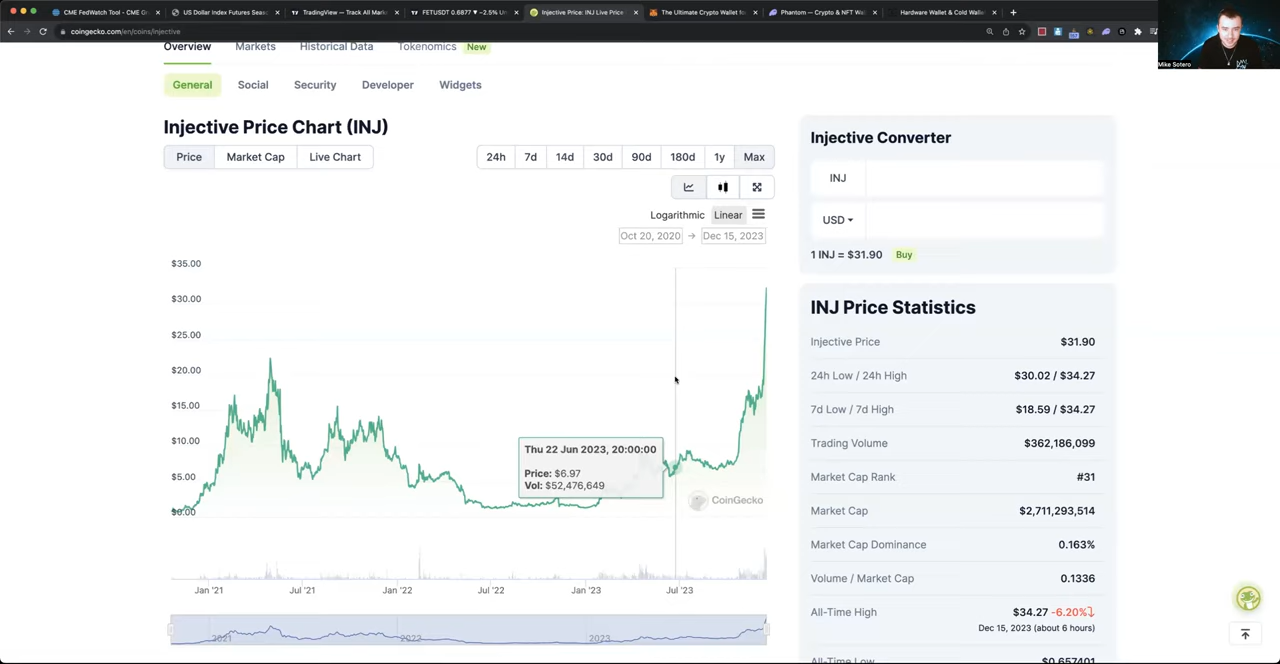 CME FedWatch Tool - CME G
US Dollar Index Futures Seas
TradingView — Track All Mark
FETUSDT 0.6877 ▼ −2.5% U
Injective Price: INJ Live Price
The Ultimate Crypto Wallet fo
Phantom — Crypto & NFT Wa
Hardware Wallet & Cold Walle
coingecko.com/en/coins/injective
Mike Sotero
Overview
Markets
Historical Data
Tokenomics
New
General
Social
Security
Developer
Widgets
Injective Price Chart (INJ)
Price
Market Cap
Live Chart
24h
7d
14d
30d
90d
180d
1y
Max
Logarithmic
Linear
Oct 20, 2020 → Dec 15, 2023
$35.00
$30.00
$25.00
$20.00
$15.00
$10.00
$5.00
$0.00
Thu 22 Jun 2023, 20:00:00
Price: $6.97
Vol: $52,476,649
CoinGecko
Jan '21
Jul '21
Jan '22
Jul '22
Jan '23
Jul '23
2021
2022
2023
Injective Converter
INJ
USD
1 INJ = $31.90
Buy
INJ Price Statistics
Injective Price
$31.90
24h Low / 24h High
$30.02 / $34.27
7d Low / 7d High
$18.59 / $34.27
Trading Volume
$362,186,099
Market Cap Rank
#31
Market Cap
$2,711,293,514
Market Cap Dominance
0.163%
Volume / Market Cap
0.1336
All-Time High
$34.27 -6.20%
Dec 15, 2023 (about 6 hours)
All-Time Low
$0.657401